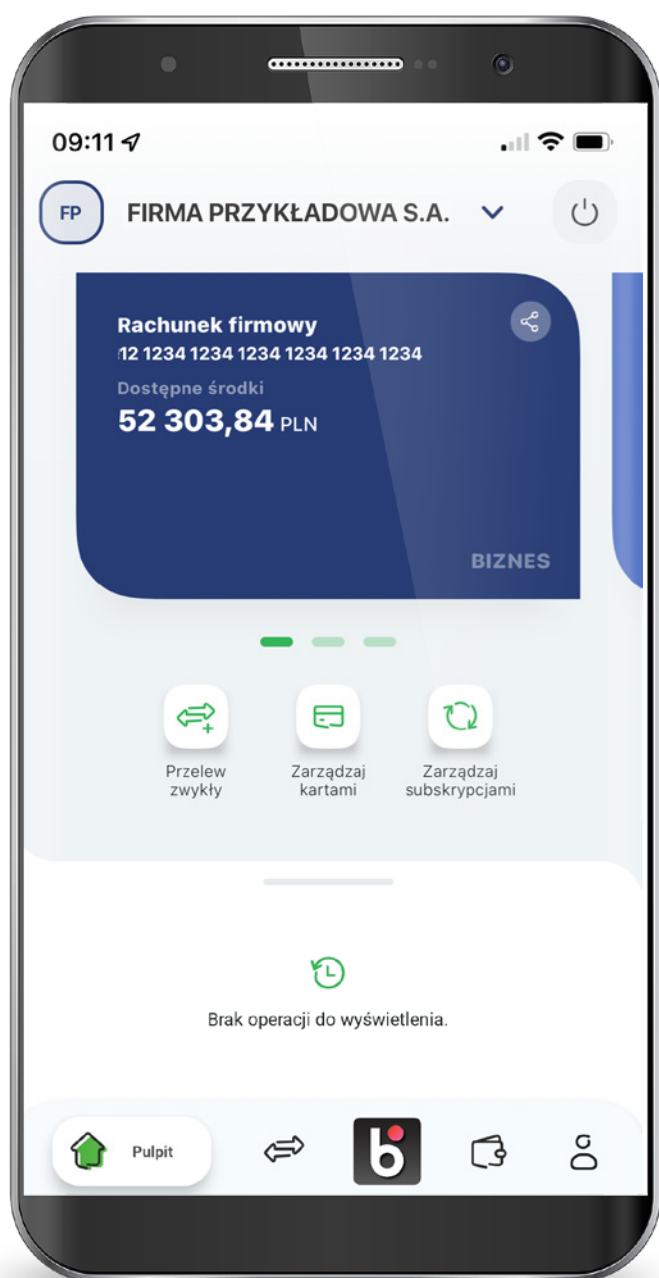 09:11
FP
FIRMA PRZYKŁADOWA S.A.
Rachunek firmowy
12 1234 1234 1234 1234 1234 1234
Dostępne środki
52 303,84 PLN
BIZNES
Przelew
zwykły
Zarządzaj
kartami
Zarządzaj
subskrypcjami
Brak operacji do wyświetlenia.
Pulpit
b